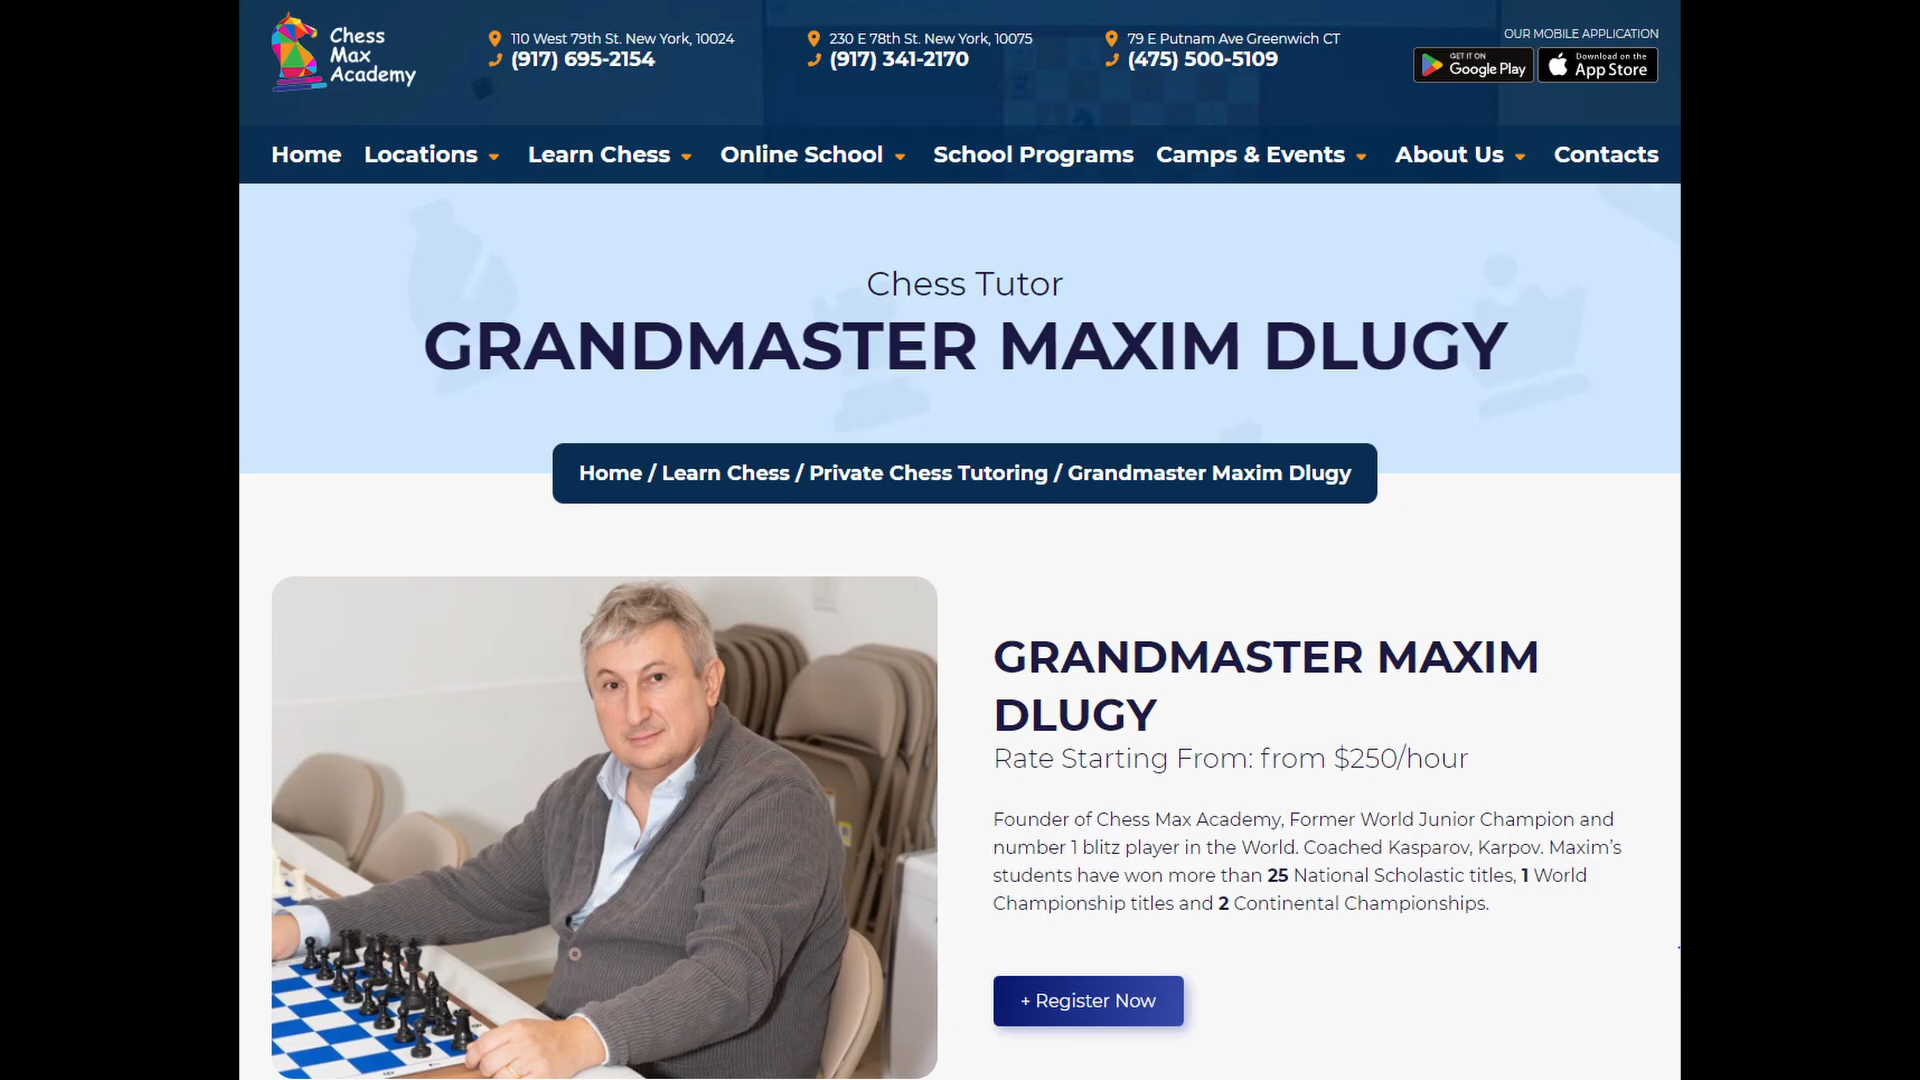 Chess
Max
Academy
110 West 79th St. New York, 10024
(917) 695-2154
230 E 78th St. New York, 10075
(917) 341-2170
79 E Putnam Ave Greenwich CT
(475) 500-5109
OUR MOBILE APPLICATION
GET IT ON
Google Play
Download on the
App Store
Home Locations Learn Chess Online School School Programs Camps & Events About Us Contacts
Chess Tutor
GRANDMASTER MAXIM DLUGY
Home / Learn Chess / Private Chess Tutoring / Grandmaster Maxim Dlugy
GRANDMASTER MAXIM
DLUGY
Rate Starting From: from $250/hour
Founder of Chess Max Academy, Former World Junior Champion and
number 1 blitz player in the World. Coached Kasparov, Karpov. Maxim’s
students have won more than 25 National Scholastic titles, 1 World
Championship titles and 2 Continental Championships.
+ Register Now